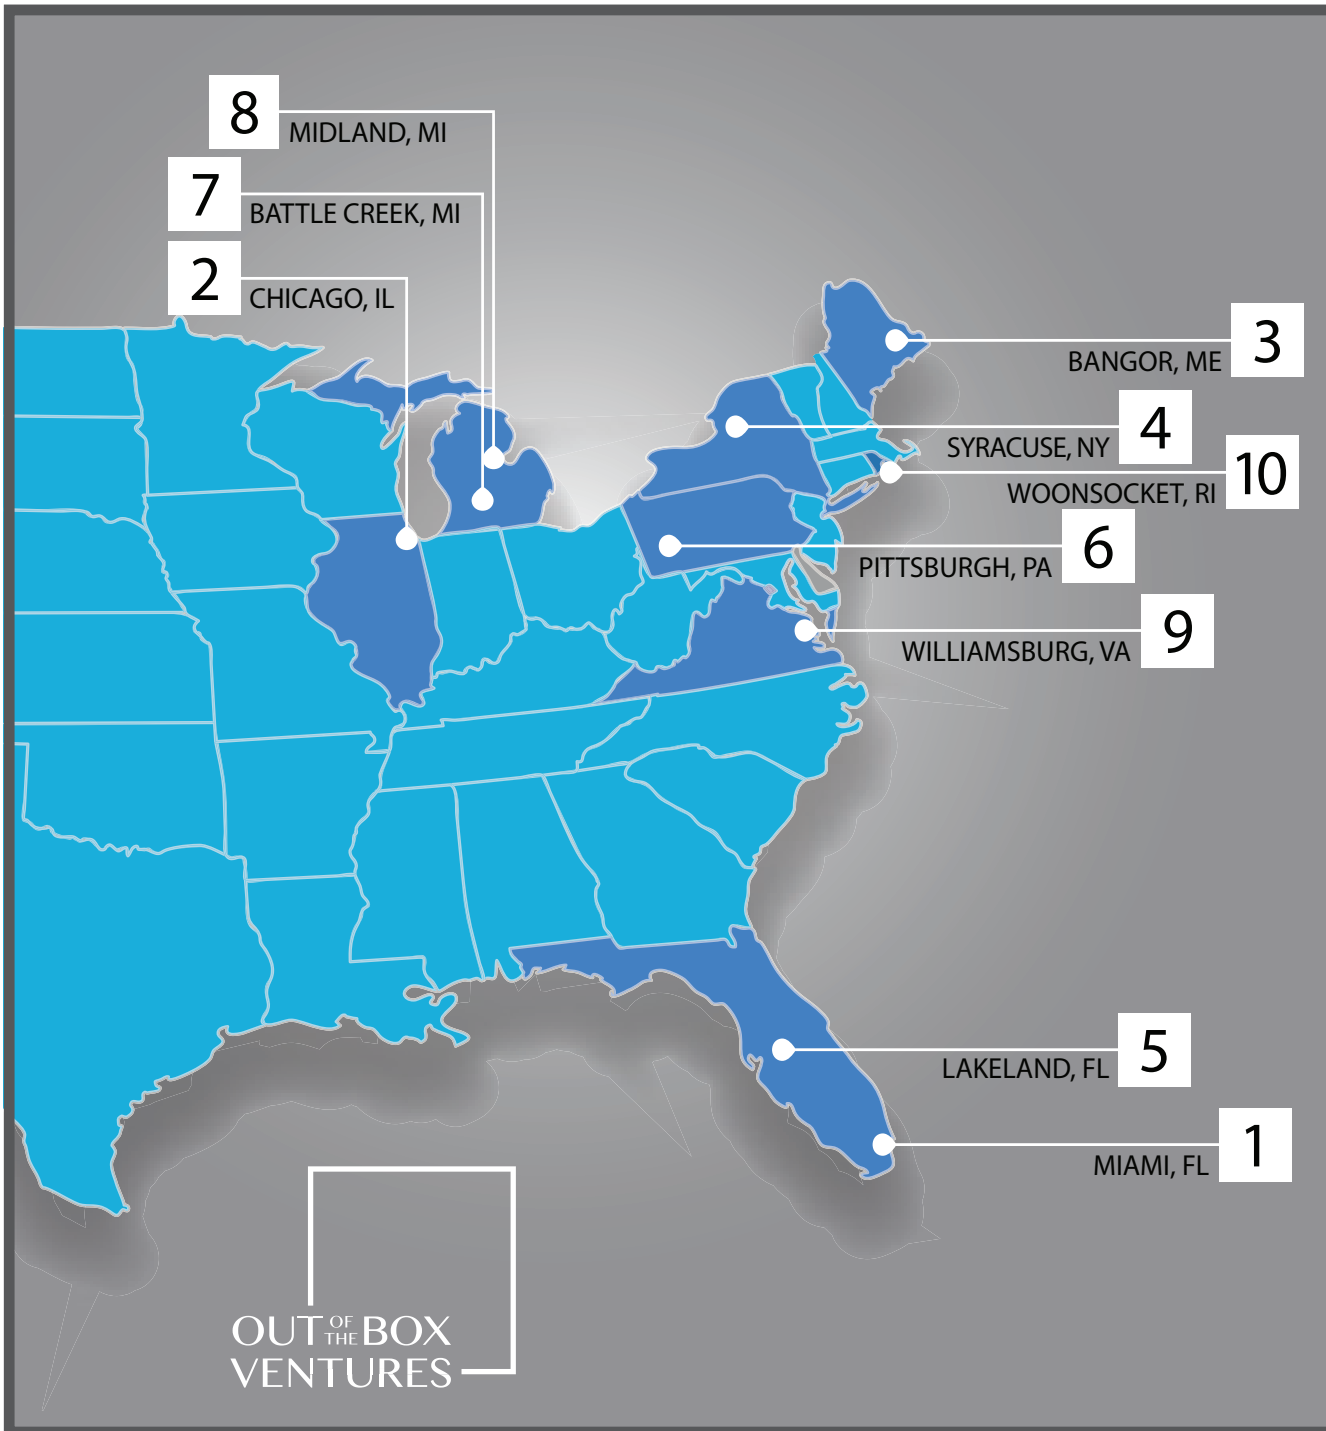 8
MIDLAND, MI
7
BATTLE CREEK, MI
2
CHICAGO, IL
3
BANGOR, ME
4
SYRACUSE, NY
10
WOONSOCKET, RI
6
PITTSBURGH, PA
9
WILLIAMSBURG, VA
5
LAKELAND, FL
1
MIAMI, FL
OUT OF THE BOX
VENTURES